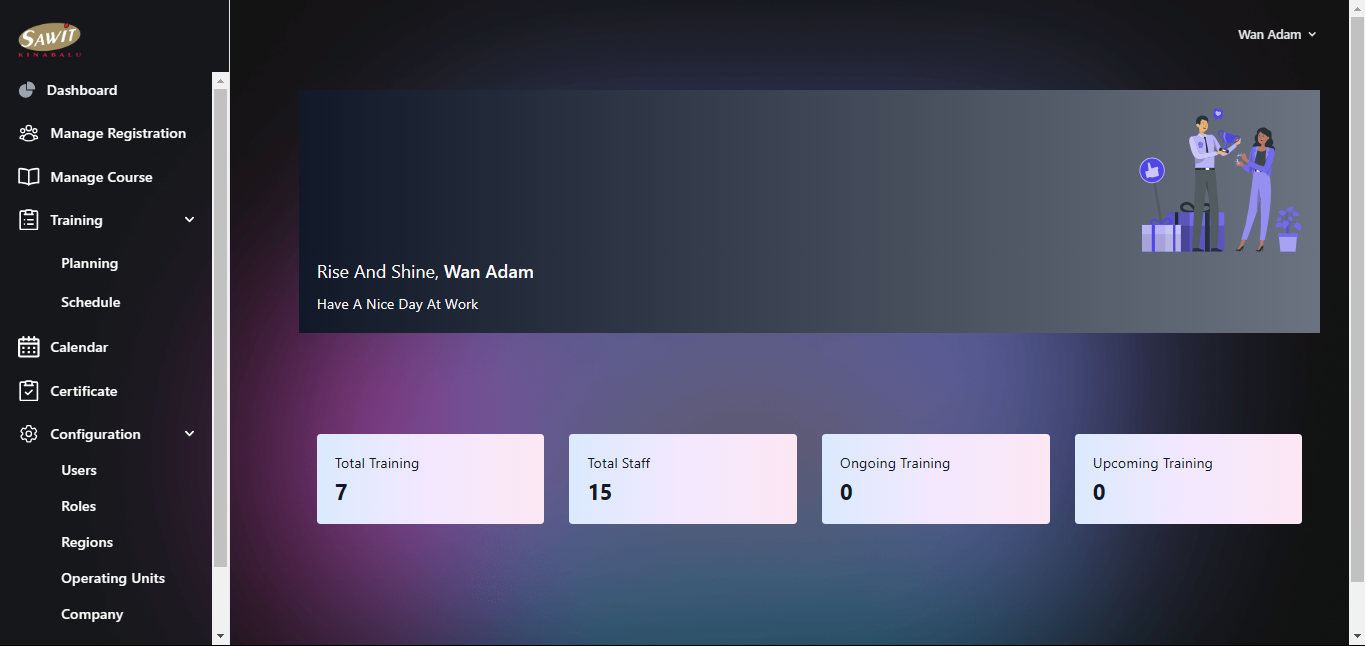 SAWIT
KINABALU
Wan Adam
Dashboard
Manage Registration
Manage Course
Training
Planning
Schedule
Calendar
Certificate
Configuration
Users
Roles
Regions
Operating Units
Company
Rise And Shine, Wan Adam
Have A Nice Day At Work
Total Training
7
Total Staff
15
Ongoing Training
0
Upcoming Training
0